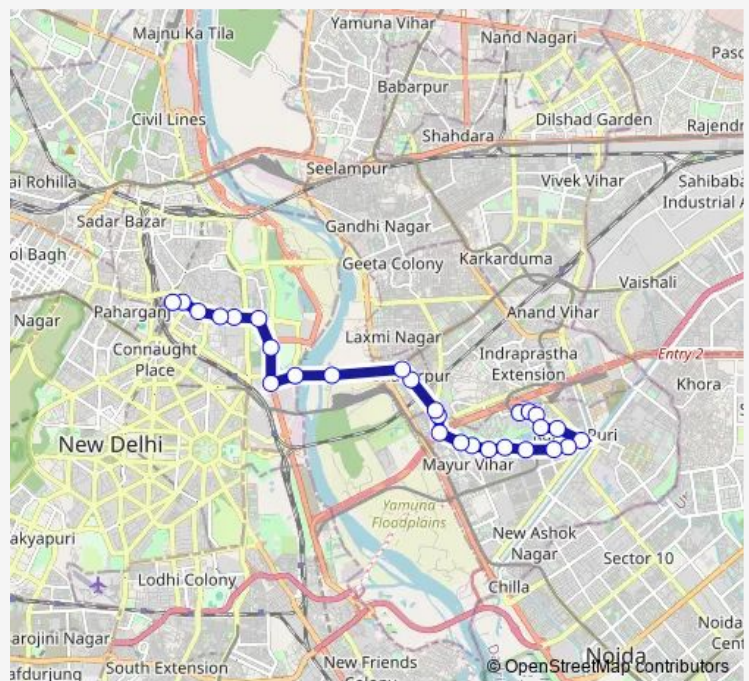 Majnu Ka Tila
Yamuna Vihar
Nand Nagari
Babarpur
Civil Lines
Shahdara
Dilshad Garden
Rajendr
Seelampur
ai Rohilla
Vivek Vihar
Sahibaba
Industrial A
Sadar Bazar
Gandhi Nagar
ol Bagh
Geeta Colony
Karkarduma
Vaishali
Nagar
Paharganj
Anand Vihar
Laxmi Nagar
Connaught
Place
Indraprastha
Extension
Entry 2
Khora
New Delhi
Puri
Mayur Vihar
Yamuna
Floodplains
akyapuri
New Ashok
Nagar
Sector 10
Lodhi Colony
Chilla
arojini Nagar
Noida
Cent
afdurjung
South Extension
New Friends
Colony
Noida
© OpenStreetMap contributors